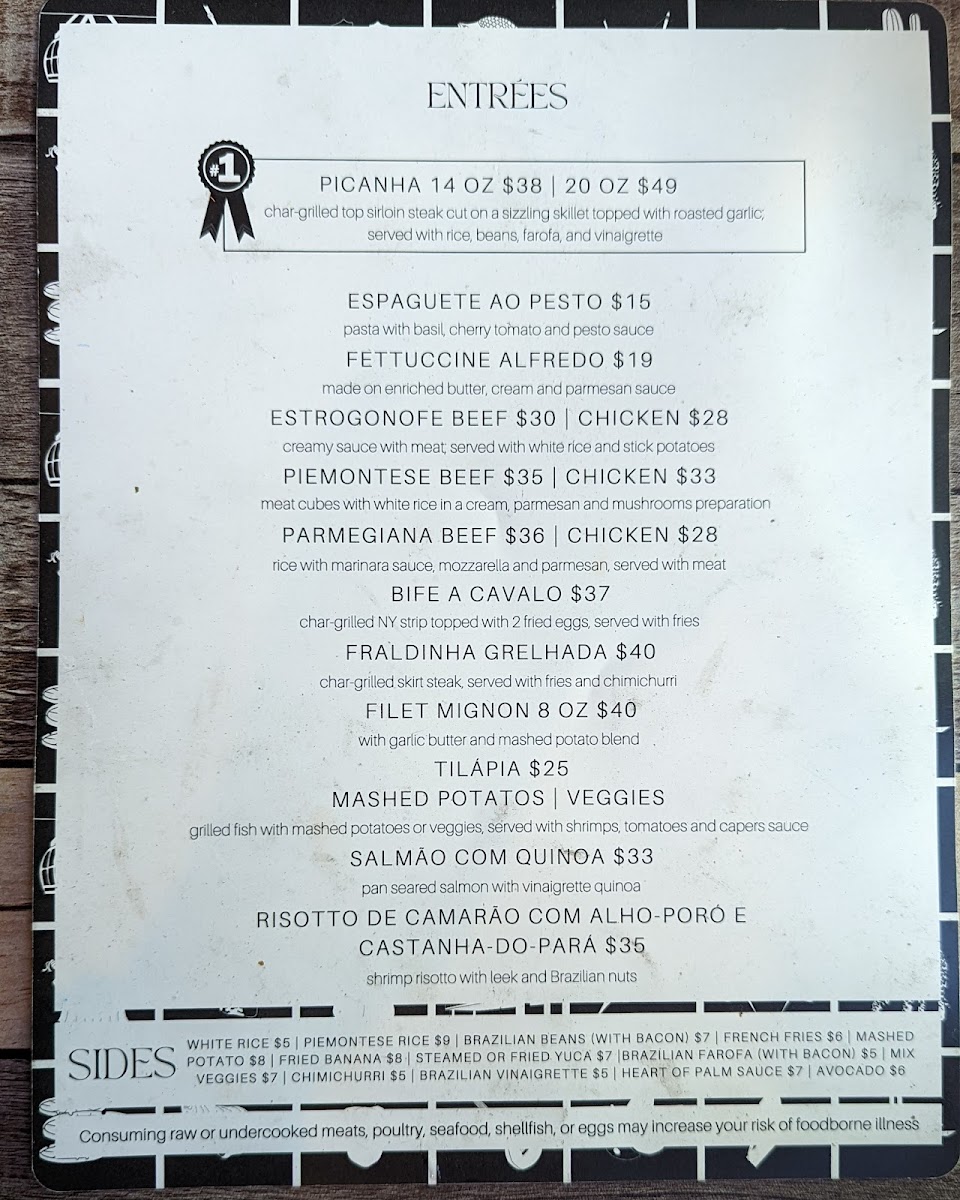 ENTRÉES
#1
PICANHA 14 OZ $38 | 20 OZ $49
char-grilled top sirloin steak cut on a sizzling skillet topped with roasted garlic;
served with rice, beans, farofa, and vinaigrette
ESPAGUETE AO PESTO $15
pasta with basil, cherry tomato and pesto sauce
FETTUCCINE ALFREDO $19
made on enriched butter, cream and parmesan sauce
ESTROGONOFE BEEF $30 | CHICKEN $28
creamy sauce with meat; served with white rice and stick potatoes
PIEMONTESE BEEF $35 | CHICKEN $33
meat cubes with white rice in a cream, parmesan and mushrooms preparation
PARMEGIANA BEEF $36 | CHICKEN $28
rice with marinara sauce, mozzarella and parmesan, served with meat
BIFE A CAVALO $37
char-grilled NY strip topped with 2 fried eggs, served with fries
FRALDINHA GRELHADA $40
char-grilled skirt steak, served with fries and chimichurri
FILET MIGNON 8 OZ $40
with garlic butter and mashed potato blend
TILÁPIA $25
MASHED POTATOS | VEGGIES
grilled fish with mashed potatoes or veggies, served with shrimps, tomatoes and capers sauce
SALMÃO COM QUINOA $33
pan seared salmon with vinaigrette quinoa
RISOTTO DE CAMARÃO COM ALHO-PORÓ E
CASTANHA-DO-PARÁ $35
shrimp risotto with leek and Brazilian nuts
SIDES
WHITE RICE $5 | PIEMONTESE RICE $9 | BRAZILIAN BEANS (WITH BACON) $7 | FRENCH FRIES $6 | MASHED
POTATO $8 | FRIED BANANA $8 | STEAMED OR FRIED YUCA $7 |BRAZILIAN FAROFA (WITH BACON) $5 | MIX
VEGGIES $7 | CHIMICHURRI $5 | BRAZILIAN VINAIGRETTE $5 | HEART OF PALM SAUCE $7 | AVOCADO $6
Consuming raw or undercooked meats, poultry, seafood, shellfish, or eggs may increase your risk of foodborne illness